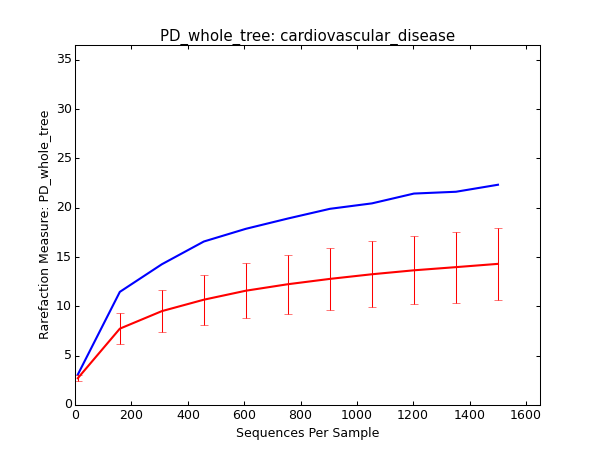 PD_whole_tree: cardiovascular_disease
35
30
25
20
15
10
5
0
Rarefaction Measure: PD_whole_tree
0 200 400 600 800 1000 1200 1400 1600
Sequences Per Sample